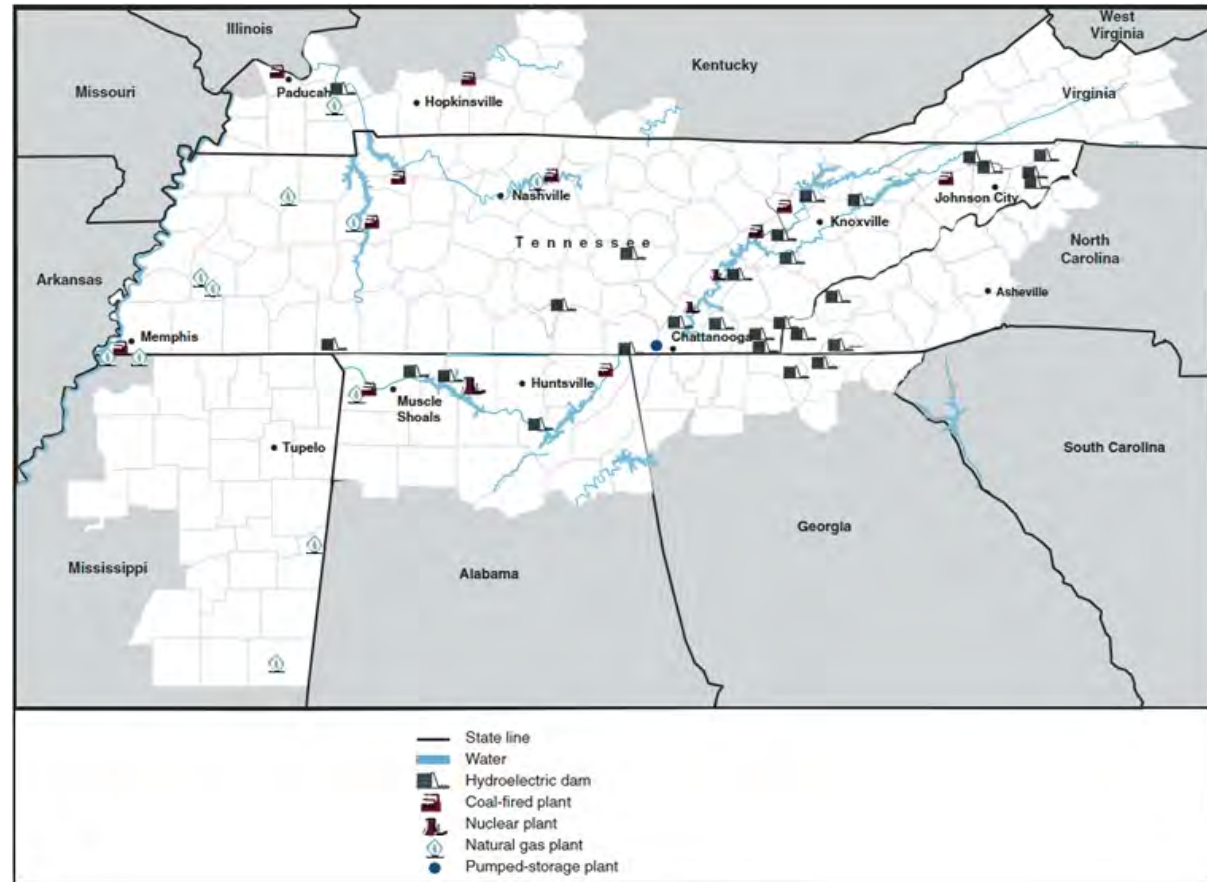 West
Virginia
Illinois
Kentucky
Missouri
Paducah
Virginia
Hopkinsville
Nashville
Johnson City
Knoxville
Tennessee
North
Carolina
Arkansas
Asheville
Memphis
Chattanooga
Huntsville
Muscle
Shoals
Tupelo
South Carolina
Georgia
Mississippi
Alabama
State line
Water
Hydroelectric dam
Coal-fired plant
Nuclear plant
Natural gas plant
Pumped-storage plant